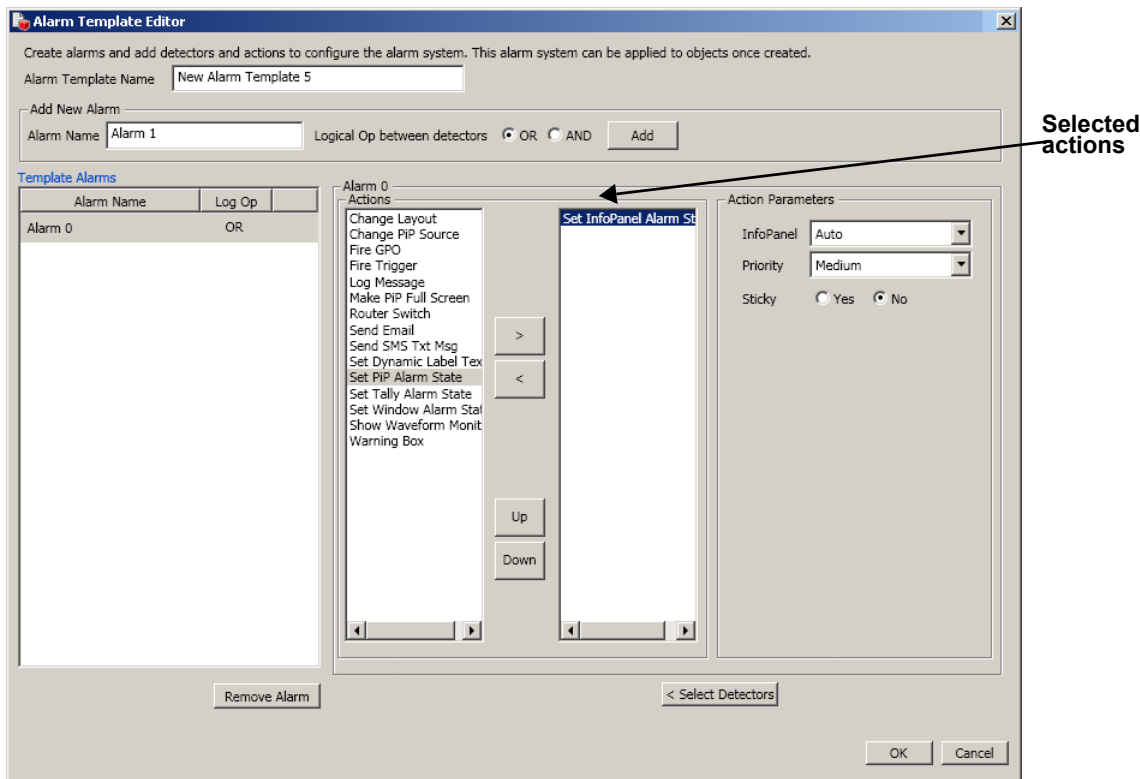 Alarm Template Editor
Create alarms and add detectors and actions to configure the alarm system. This alarm system can be applied to objects once created.
Alarm Template Name New Alarm Template 5
Add New Alarm
Alarm Name Alarm 1 Logical Op between detectors OR AND Add
Selected
actions
Template Alarms
Alarm Name Log Op
Alarm 0 OR
Alarm 0
Actions
Change Layout
Change PiP Source
Fire GPO
Fire Trigger
Log Message
Make PiP Full Screen
Router Switch
Send Email
Send SMS Txt Msg
Set Dynamic Label Tex
Set PiP Alarm State
Set Tally Alarm State
Set Window Alarm Stat
Show Waveform Monit
Warning Box
>
<
Up
Down
Set InfoPanel Alarm St
Action Parameters
InfoPanel Auto
Priority Medium
Sticky Yes No
Remove Alarm
< Select Detectors
OK Cancel